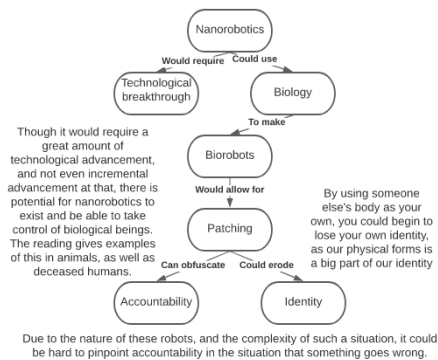 Nanorobotics
Would require
Could use
Technological
breakthrough
Biology
To make
Biorobots
Would allow for
Patching
Can obfuscate
Could erode
Accountability
Identity
Though it would require a
great amount of
technological advancement,
and not even incremental
advancement at that, there is
potential for nanorobotics to
exist and be able to take
control of biological beings.
The reading gives examples
of this in animals, as well as
deceased humans.
By using someone
else's body as your
own, you could begin to
lose your own identity,
as our physical forms is
a big part of our identity
Due to the nature of these robots, and the complexity of such a situation, it could
be hard to pinpoint accountability in the situation that something goes wrong.